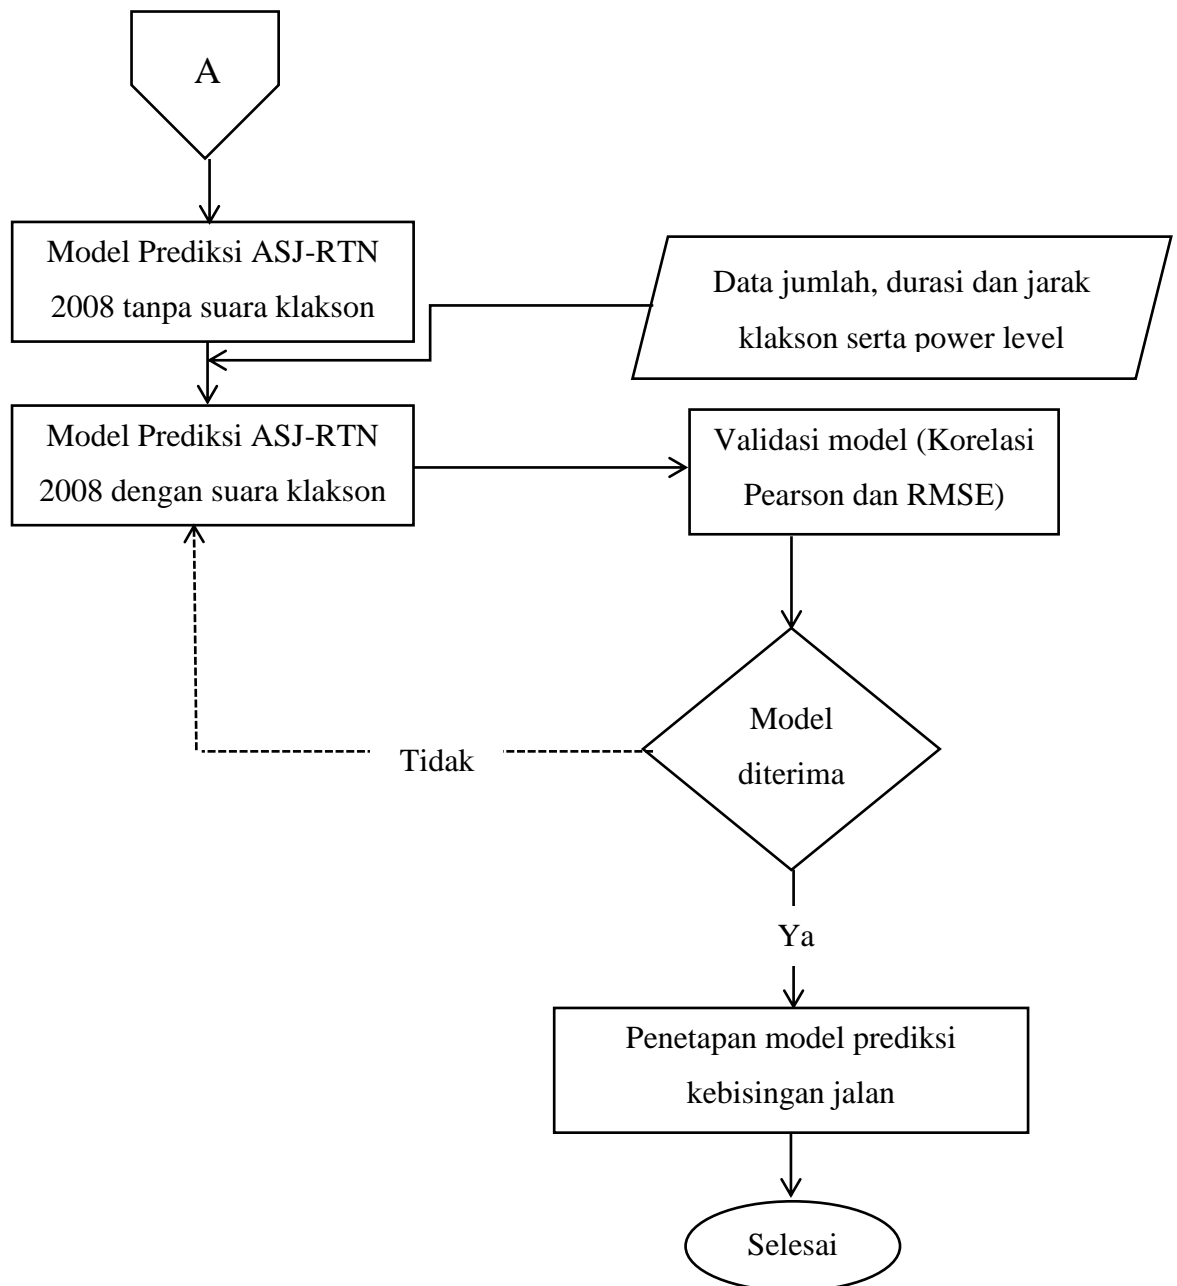 A
Model Prediksi ASJ-RTN
2008 tanpa suara klakson
Data jumlah, durasi dan jarak
klakson serta power level
Model Prediksi ASJ-RTN
2008 dengan suara klakson
Validasi model (Korelasi
Pearson dan RMSE)
Model
diterima
Tidak
Ya
Penetapan model prediksi
kebisingan jalan
Selesai